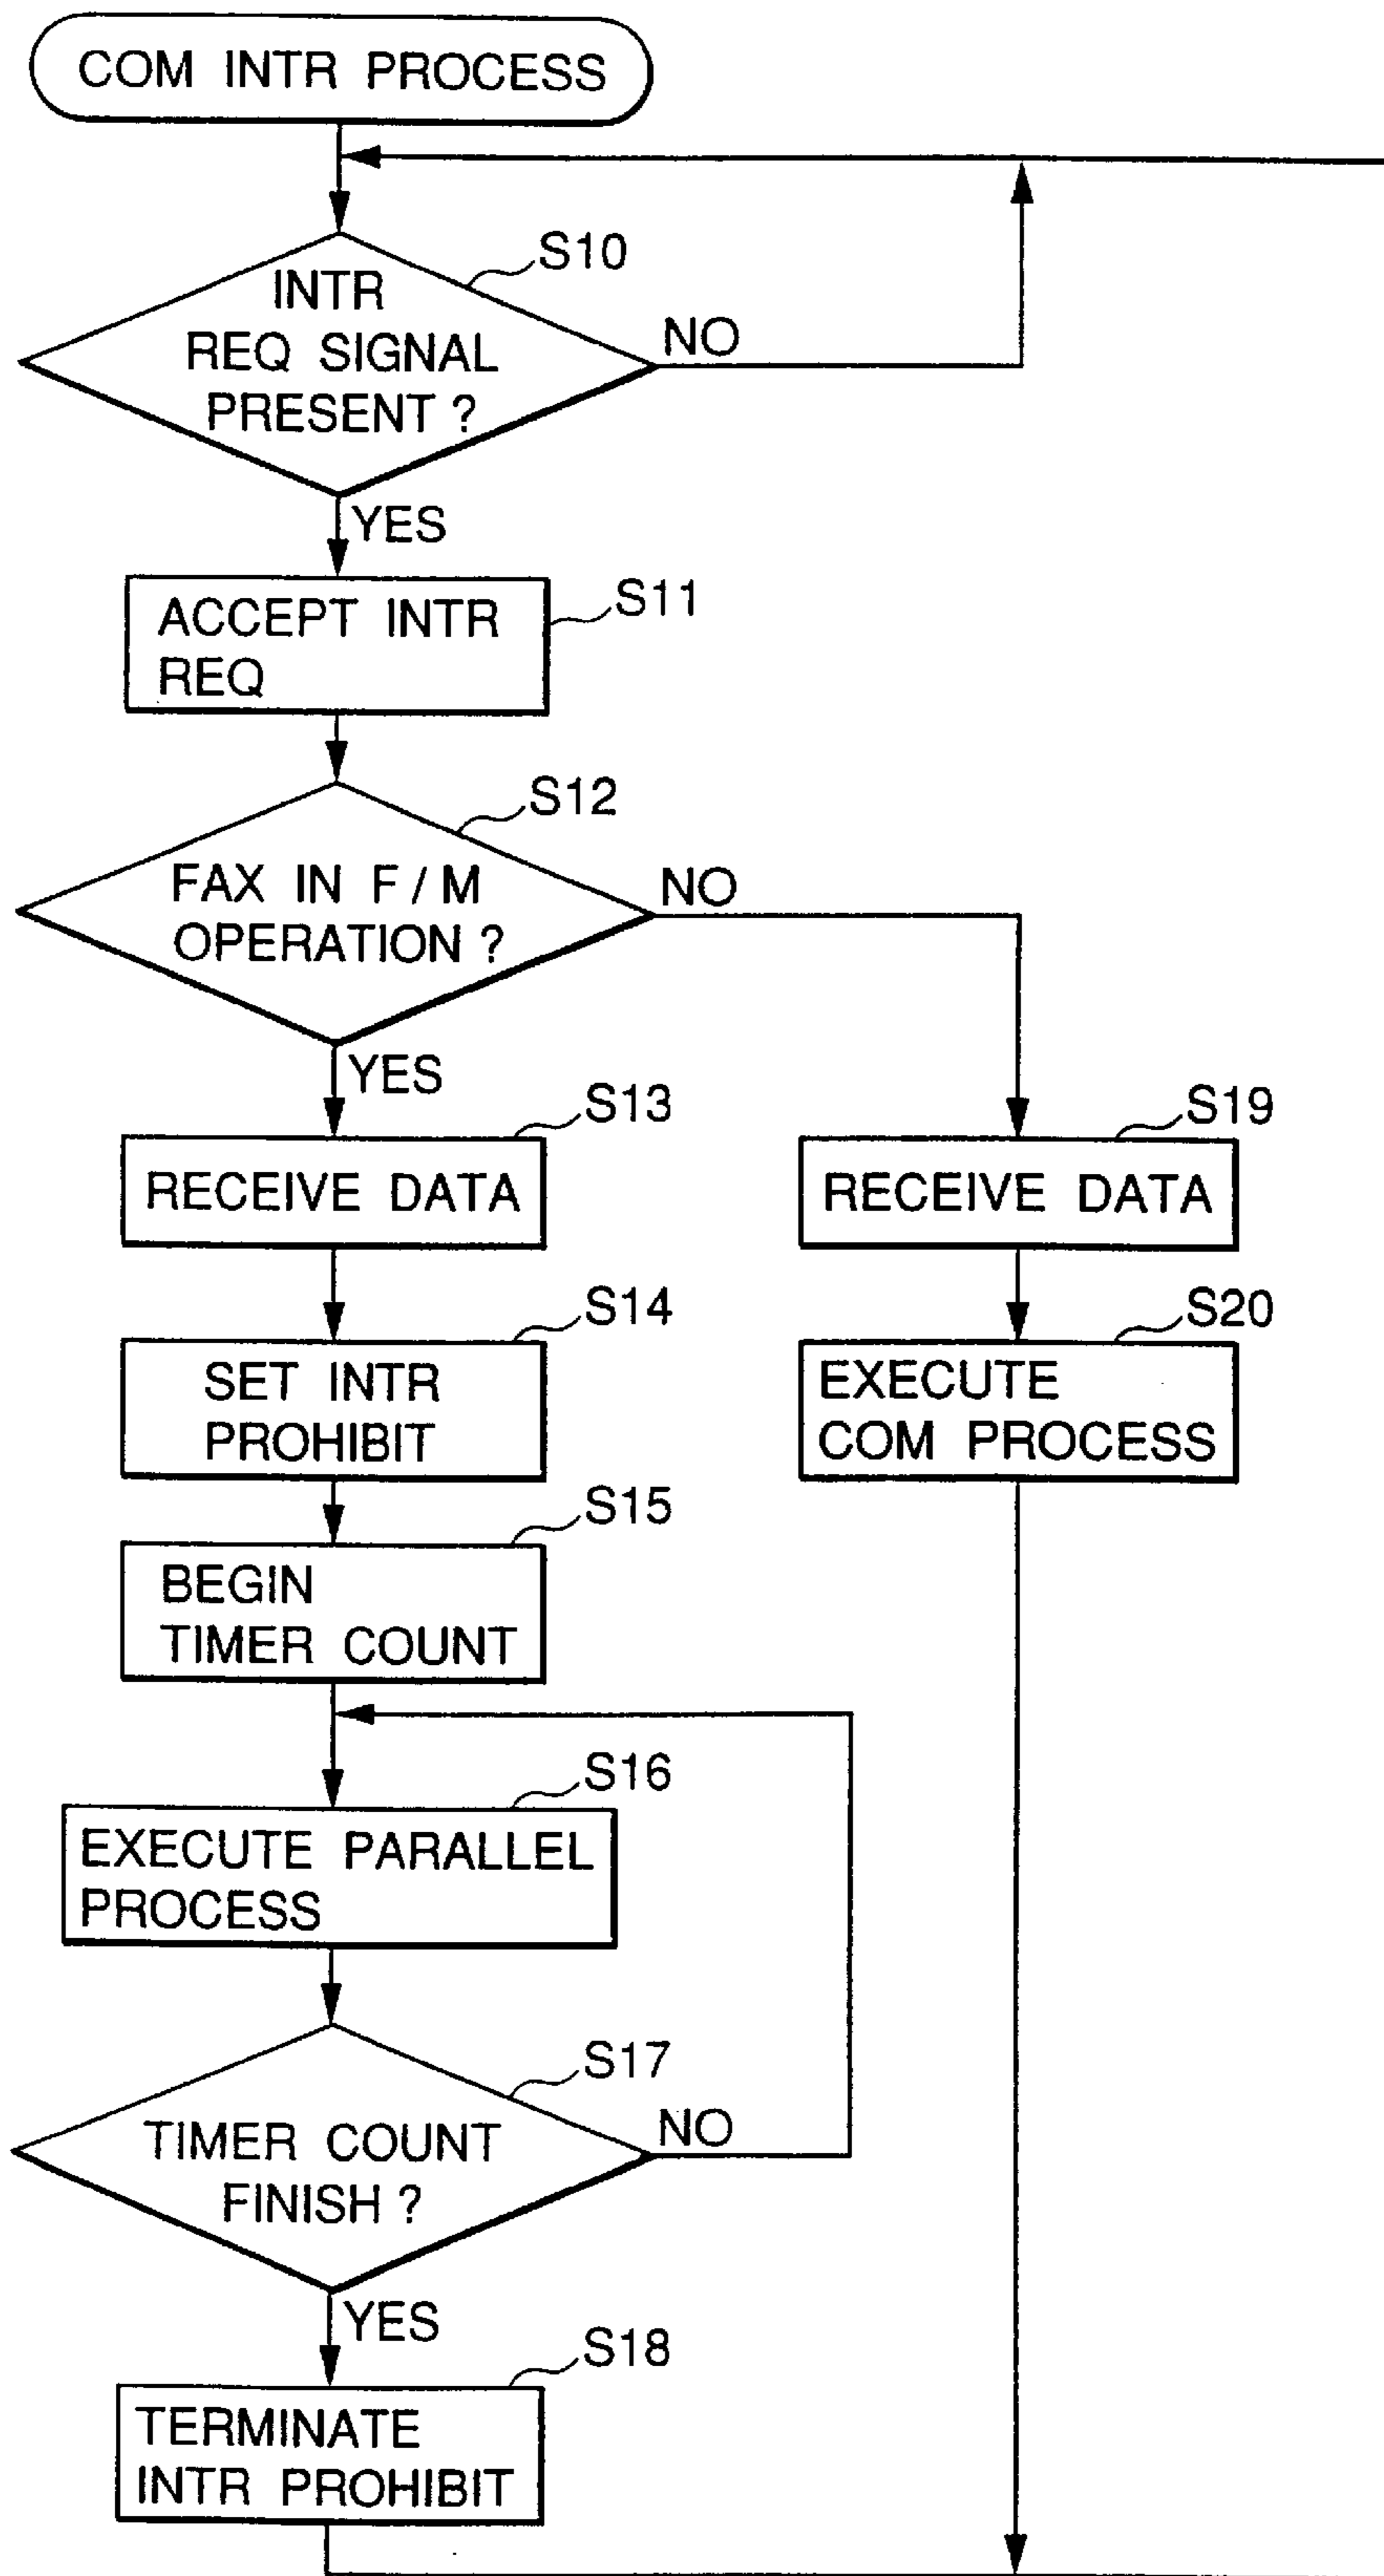 COM INTR PROCESS
S10
INTR
REQ SIGNAL
PRESENT ?
NO
YES
S11
ACCEPT INTR
REQ
S12
FAX IN F / M
OPERATION ?
NO
YES
S13
RECEIVE DATA
S19
RECEIVE DATA
S14
SET INTR
PROHIBIT
S20
EXECUTE
COM PROCESS
S15
BEGIN
TIMER COUNT
S16
EXECUTE PARALLEL
PROCESS
S17
TIMER COUNT
FINISH ?
NO
YES
S18
TERMINATE
INTR PROHIBIT